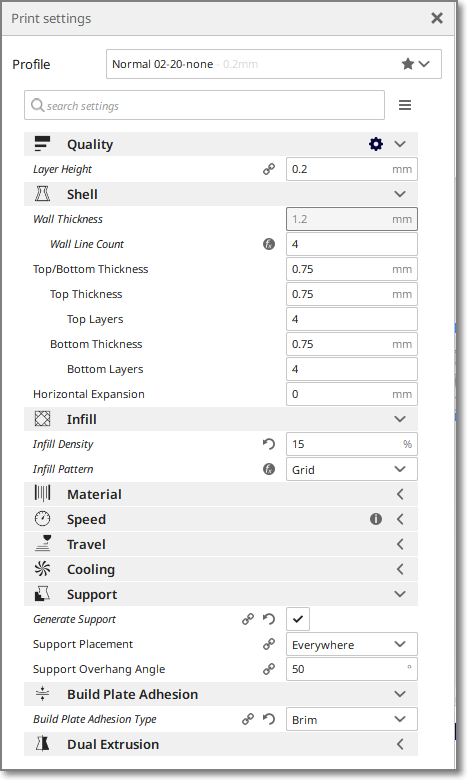 Print settings
Profile
Normal 02-20-none - 0.2mm
search settings
Quality
Layer Height 0.2 mm
Shell
Wall Thickness 1.2 mm
Wall Line Count 4
Top/Bottom Thickness 0.75 mm
Top Thickness 0.75 mm
Top Layers 4
Bottom Thickness 0.75 mm
Bottom Layers 4
Horizontal Expansion 0 mm
Infill
Infill Density 15 %
Infill Pattern Grid
Material
Speed
Travel
Cooling
Support
Generate Support
Support Placement Everywhere
Support Overhang Angle 50 °
Build Plate Adhesion
Build Plate Adhesion Type Brim
Dual Extrusion